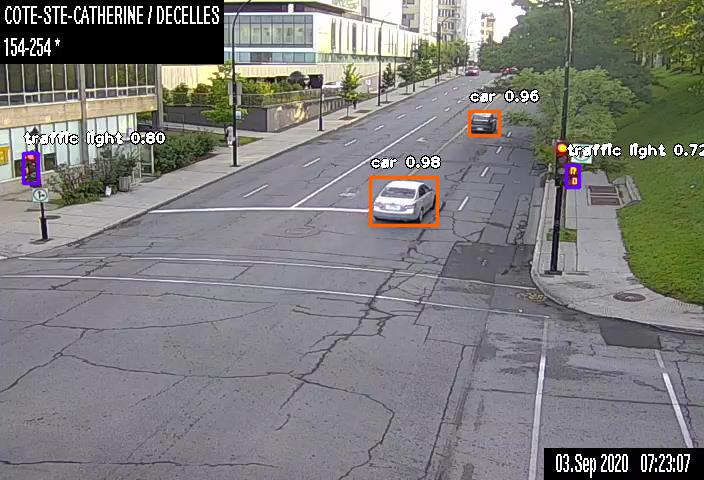 COTE-STE-CATHERINE / DECELLES
154-254 *
car 0.96
traffic light 0.80
traffic light 0.72
car 0.98
03.Sep 2020 07:23:07